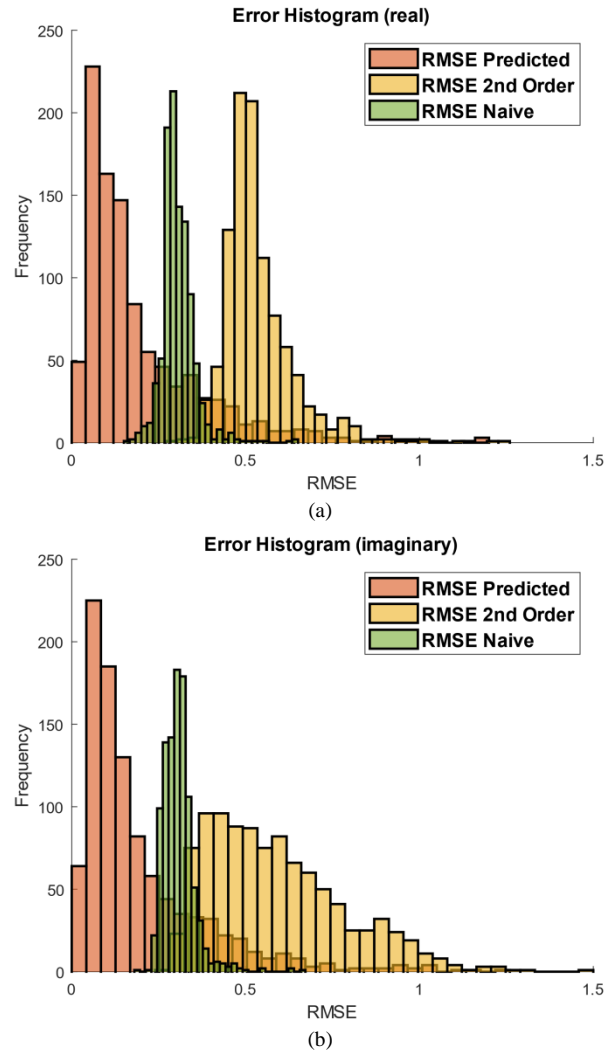 Error Histogram (real)
250
200
150
100
50
0
Frequency
RMSE Predicted
RMSE 2nd Order
RMSE Naive
0 0.5 1 1.5
RMSE
(a)
Error Histogram (imaginary)
250
200
150
100
50
0
Frequency
RMSE Predicted
RMSE 2nd Order
RMSE Naive
0 0.5 1 1.5
RMSE
(b)